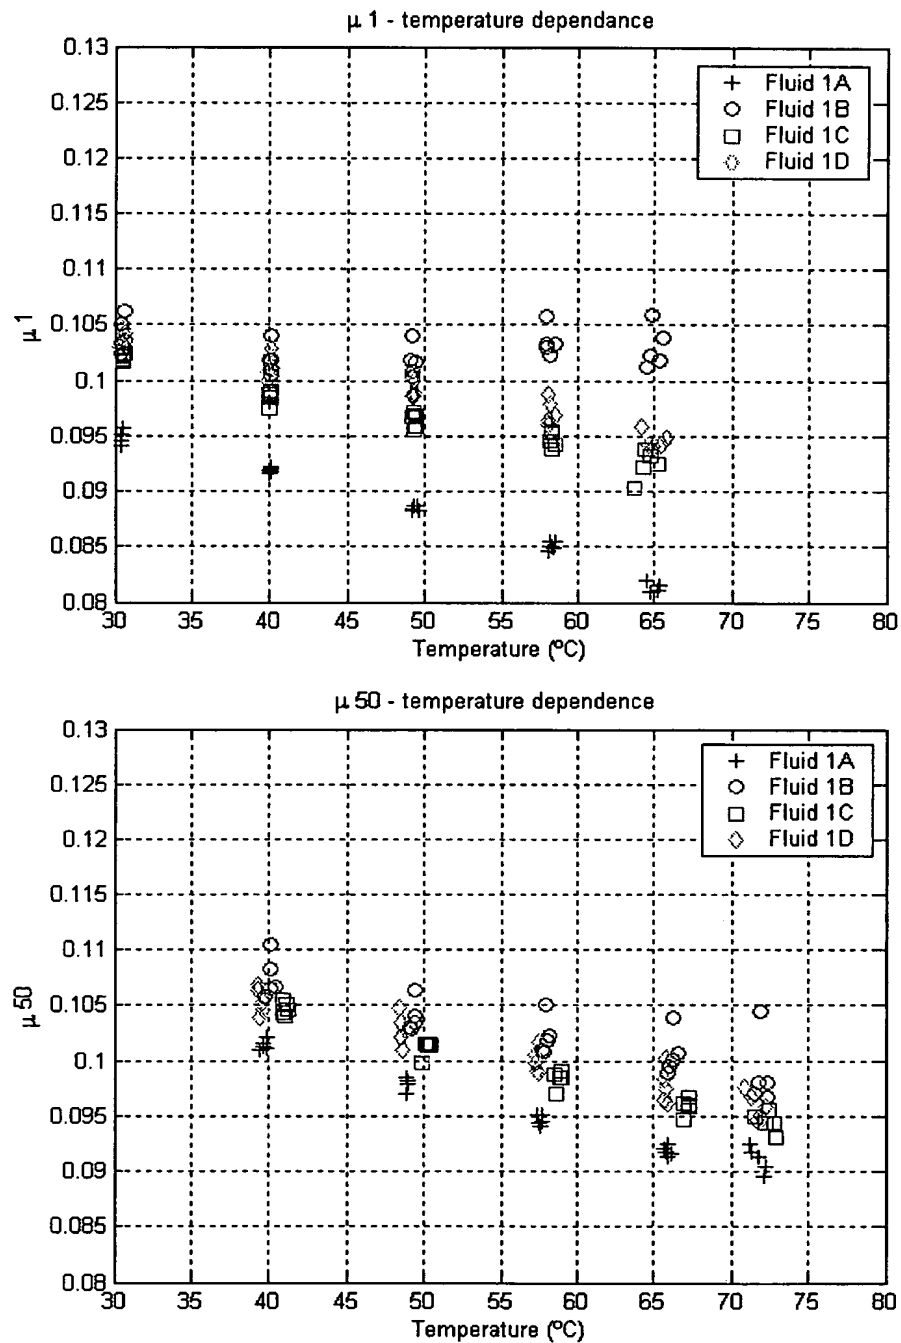 μ 1 - temperature dependance
0.13
0.125
0.12
0.115
0.11
0.105
0.1
0.095
0.09
0.085
0.08
μ 1
Fluid 1A
Fluid 1B
Fluid 1C
Fluid 1D
30 35 40 45 50 55 60 65 70 75 80
Temperature (ºC)
μ 50 - temperature dependence
0.13
0.125
0.12
0.115
0.11
0.105
0.1
0.095
0.09
0.085
0.08
μ 50
Fluid 1A
Fluid 1B
Fluid 1C
Fluid 1D
30 35 40 45 50 55 60 65 70 75 80
Temperature (ºC)